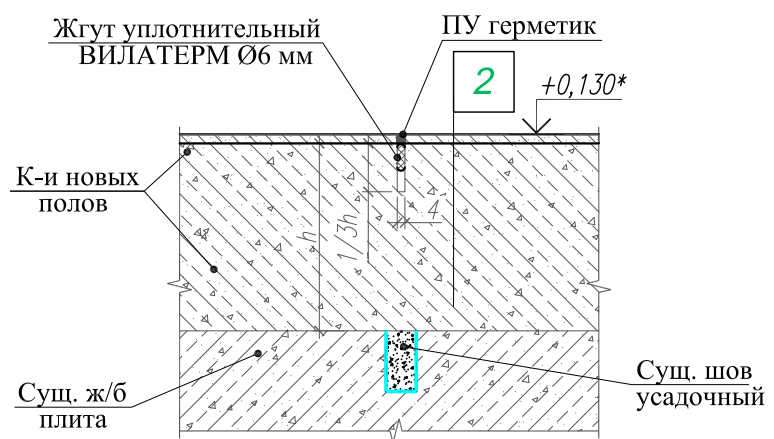 Жгут уплотнительный
ВИЛАТЕРМ Ø6 мм
ПУ герметик
2
+0,130*
К-и новых
полов
h
1/3h
4
Сущ. ж/б
плита
Сущ. шов
усадочный